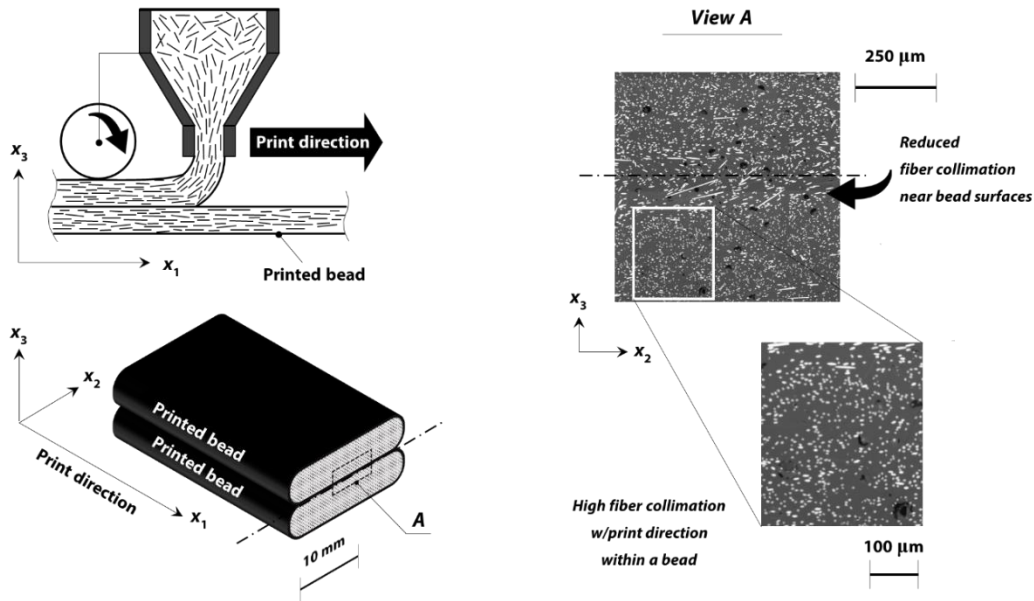 x3
Print direction
x1
Printed bead
x3
x2
Printed bead
Printed bead
Print direction
x1
A
10 mm
View A
250 µm
Reduced
fiber collimation
near bead surfaces
x3
x2
High fiber collimation
w/print direction
within a bead
100 µm